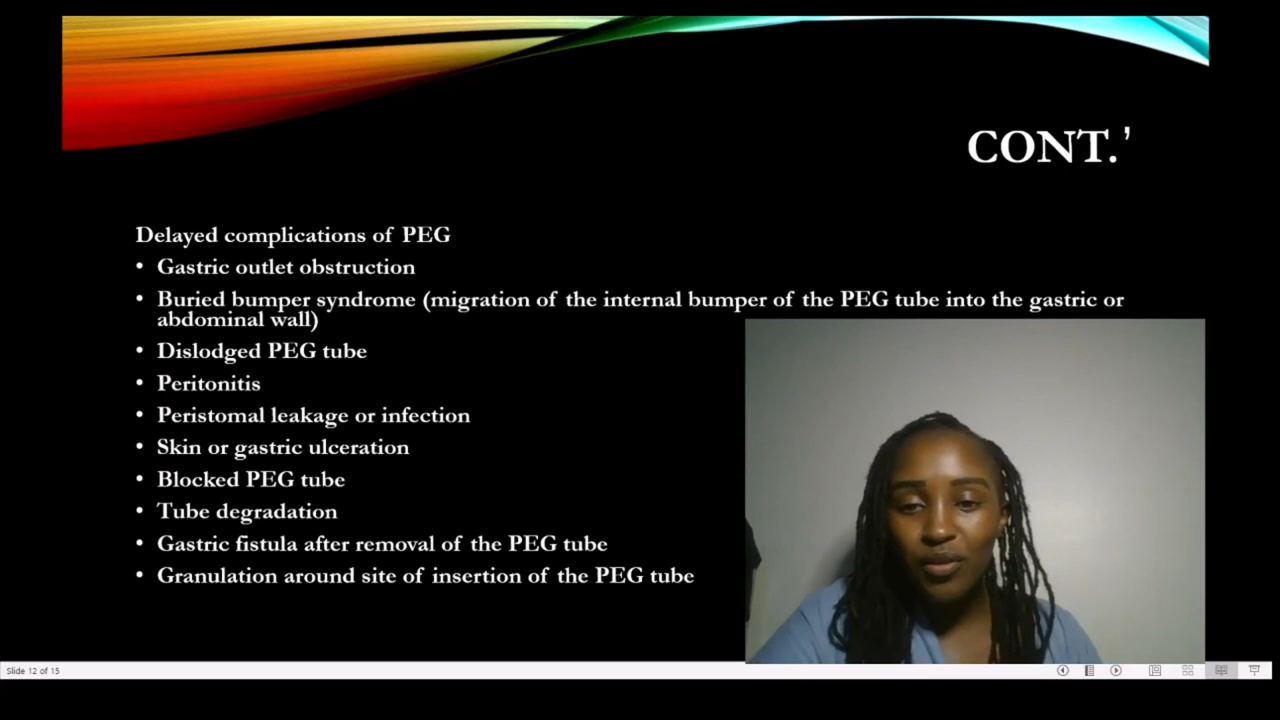 CONT.'
Delayed complications of PEG
• Gastric outlet obstruction
• Buried bumper syndrome (migration of the internal bumper of the PEG tube into the gastric or
abdominal wall)
• Dislodged PEG tube
• Peritonitis
• Peristomal leakage or infection
• Skin or gastric ulceration
• Blocked PEG tube
• Tube degradation
• Gastric fistula after removal of the PEG tube
• Granulation around site of insertion of the PEG tube
Slide 12 of 15